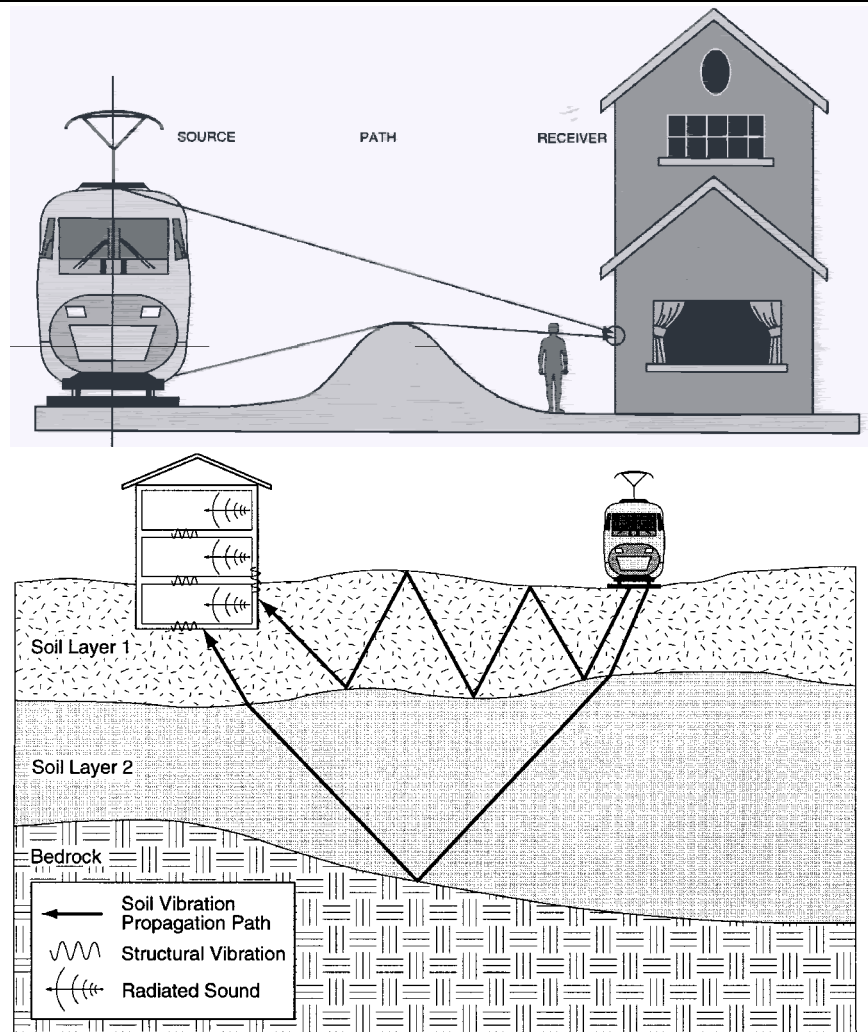 SOURCE
PATH
RECEIVER
Soil Layer 1
Soil Layer 2
Bedrock
Soil Vibration
Propagation Path
Structural Vibration
Radiated Sound